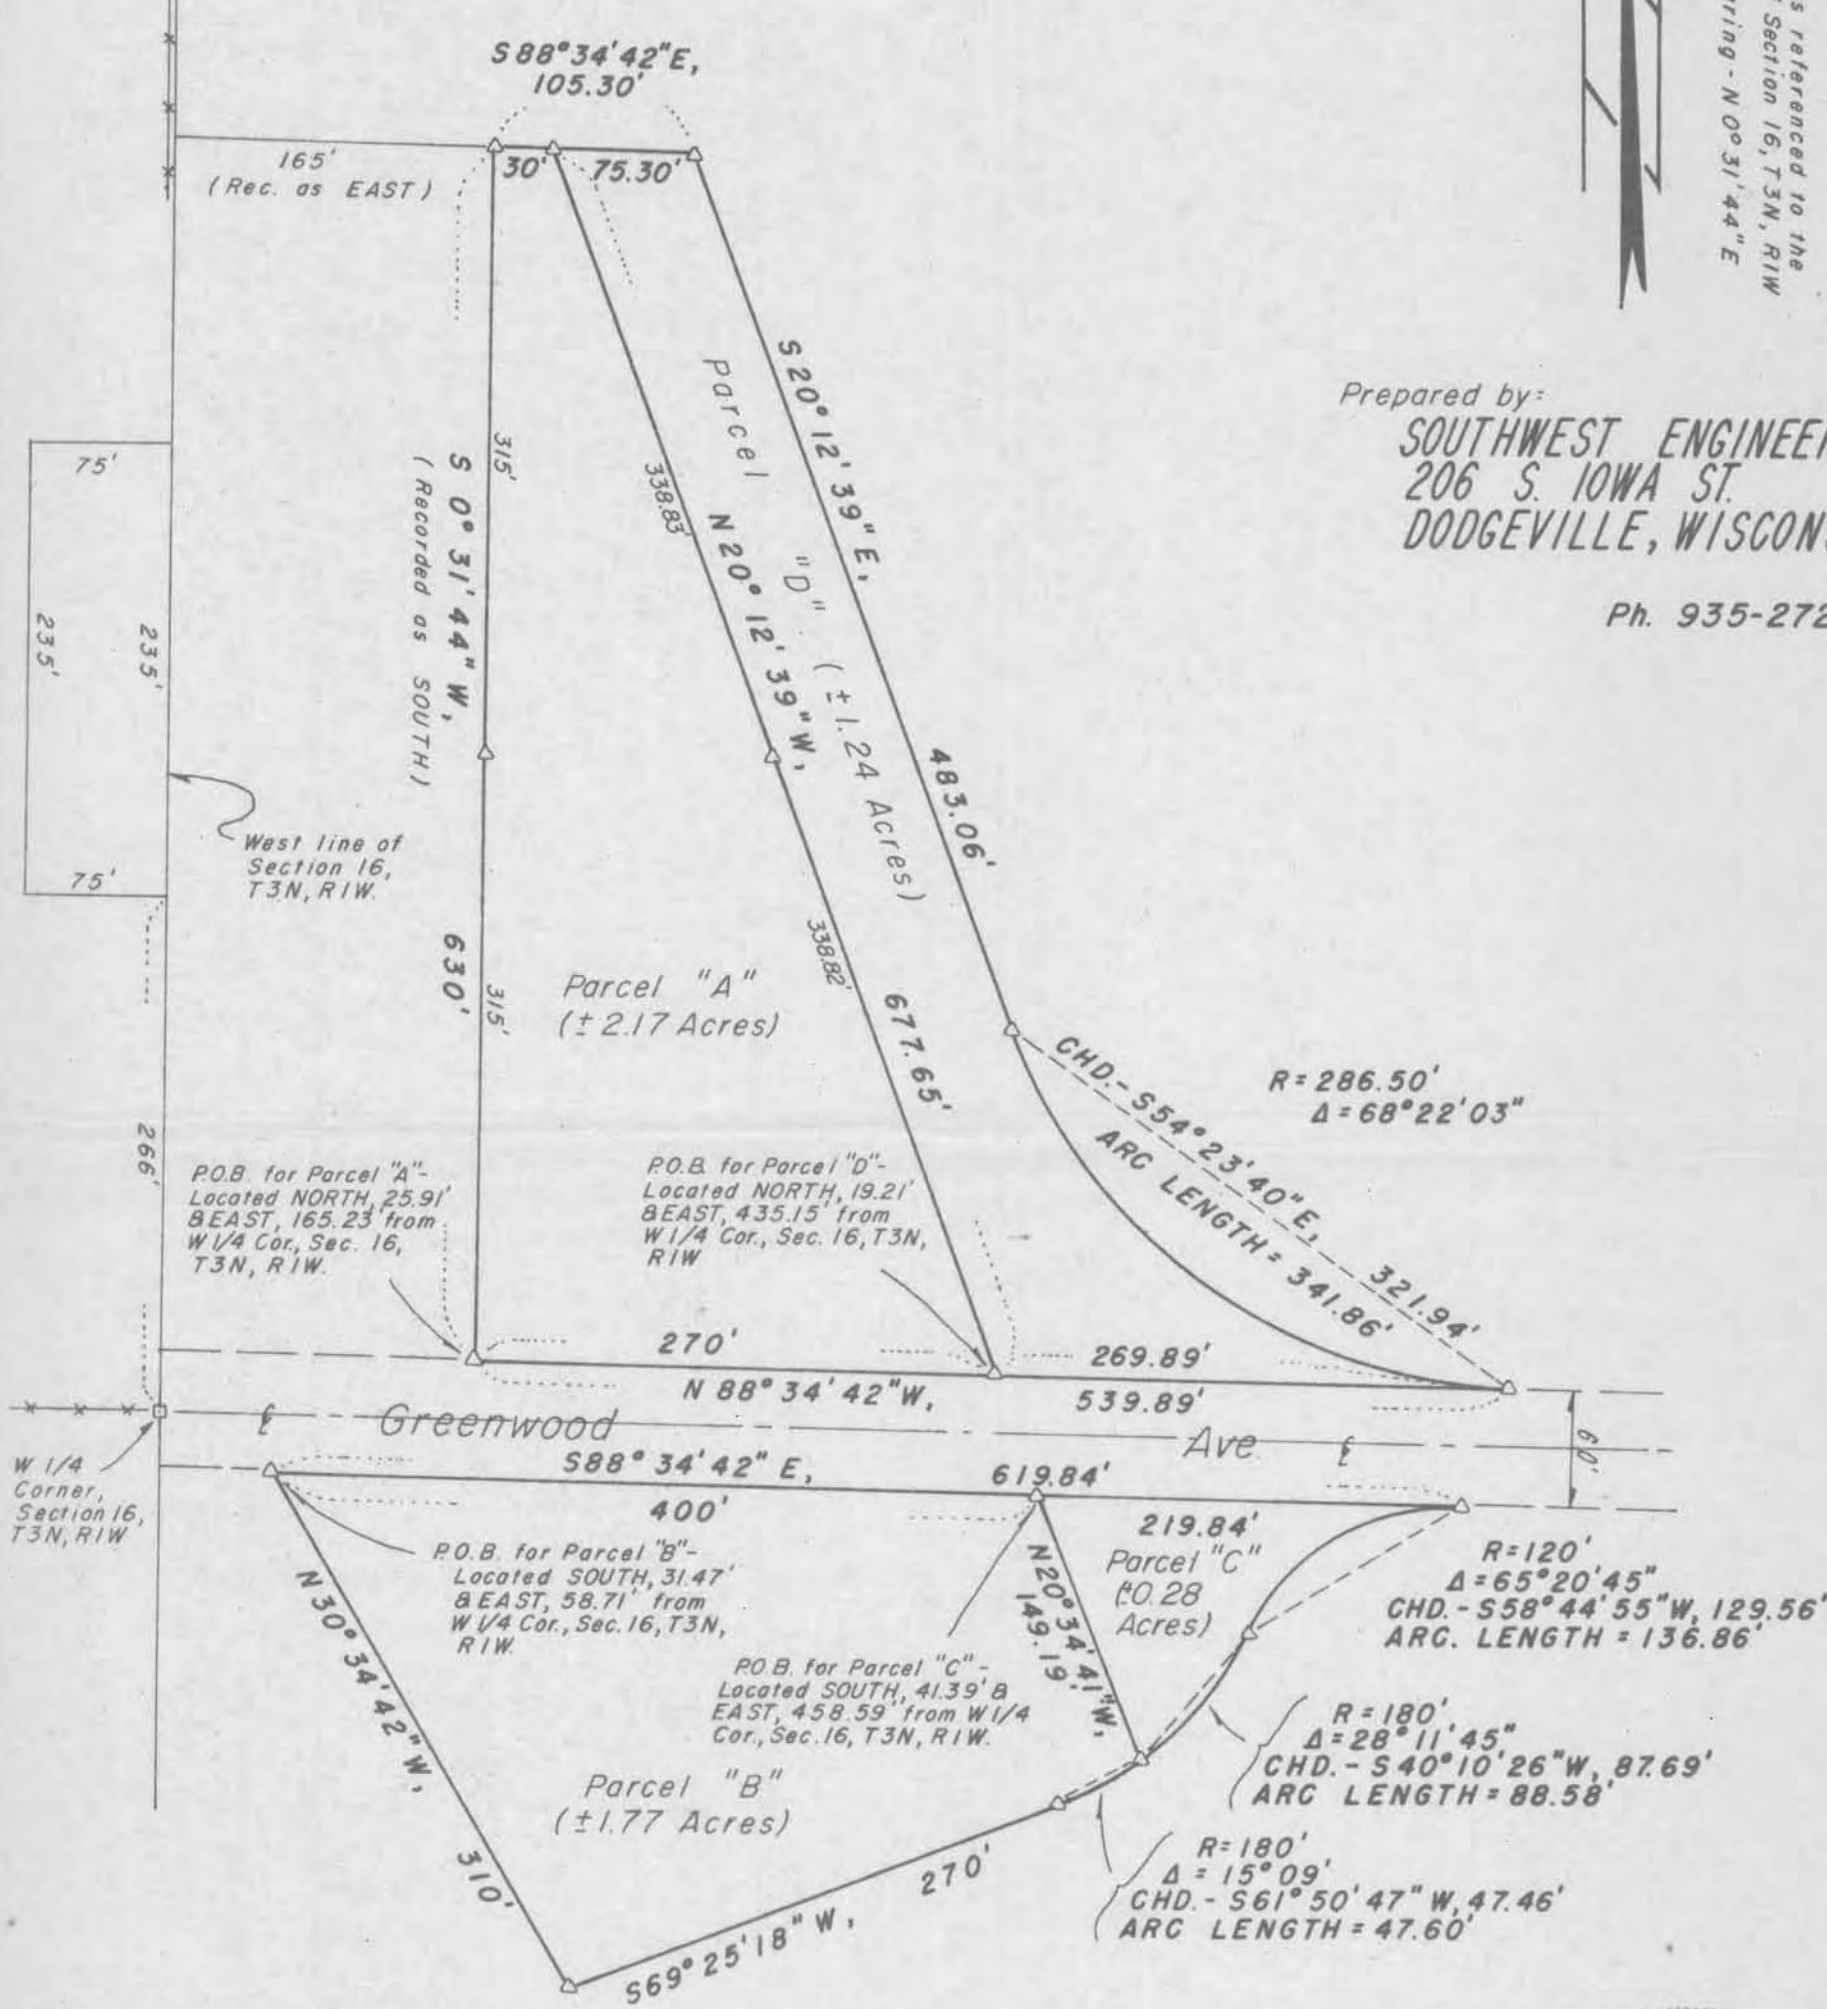 S 88° 34' 42" E,
105.30'
165'
(Rec. as EAST)
30'
75.30'
s referenced to the
Section 16, T3N, R1W
ring - N 0° 31' 44" E
Prepared by:
SOUTHWEST ENGINEER
206 S. IOWA ST.
DODGEVILLE, WISCONS
Ph. 935-272
75'
235'
235'
75'
West line of
Section 16,
T3N, R1W.
S 0° 31' 44" W,
(Recorded as SOUTH)
315'
630'
315'
Parcel "D" (±1.24 Acres)
S 20° 12' 39" E,
483.06'
338.83'
N 20° 12' 39" W,
338.82'
677.65'
Parcel "A"
(±2.17 Acres)
CHD. - S54° 23' 40" E,
321.94'
ARC LENGTH = 341.86'
R = 286.50'
Δ = 68° 22' 03"
266'
P.O.B. for Parcel "A"-
Located NORTH, 25.91'
& EAST, 165.23' from
W 1/4 Cor., Sec. 16,
T3N, R1W.
P.O.B. for Parcel "D"-
Located NORTH, 19.21'
& EAST, 435.15' from
W 1/4 Cor., Sec. 16, T3N,
R1W
270'
269.89'
N 88° 34' 42" W,
539.89'
Greenwood Ave.
60'
W 1/4
Corner,
Section 16,
T3N, R1W
S88° 34' 42" E,
619.84'
400'
219.84'
P.O.B. for Parcel "B"-
Located SOUTH, 31.47'
& EAST, 58.71' from
W 1/4 Cor., Sec. 16, T3N,
R1W.
N20° 34' 41" W,
149.19'
Parcel "C"
(±0.28
Acres)
R = 120'
Δ = 65° 20' 45"
CHD. - S58° 44' 55" W, 129.56'
ARC. LENGTH = 136.86'
N 30° 34' 42" W,
310'
P.O.B. for Parcel "C"-
Located SOUTH, 41.39' &
EAST, 458.59' from W 1/4
Cor., Sec. 16, T3N, R1W.
R = 180'
Δ = 28° 11' 45"
CHD. - S 40° 10' 26" W, 87.69'
ARC LENGTH = 88.58'
Parcel "B"
(±1.77 Acres)
R = 180'
Δ = 15° 09'
CHD. - S61° 50' 47" W, 47.46'
ARC LENGTH = 47.60'
S69° 25' 18" W,
270'